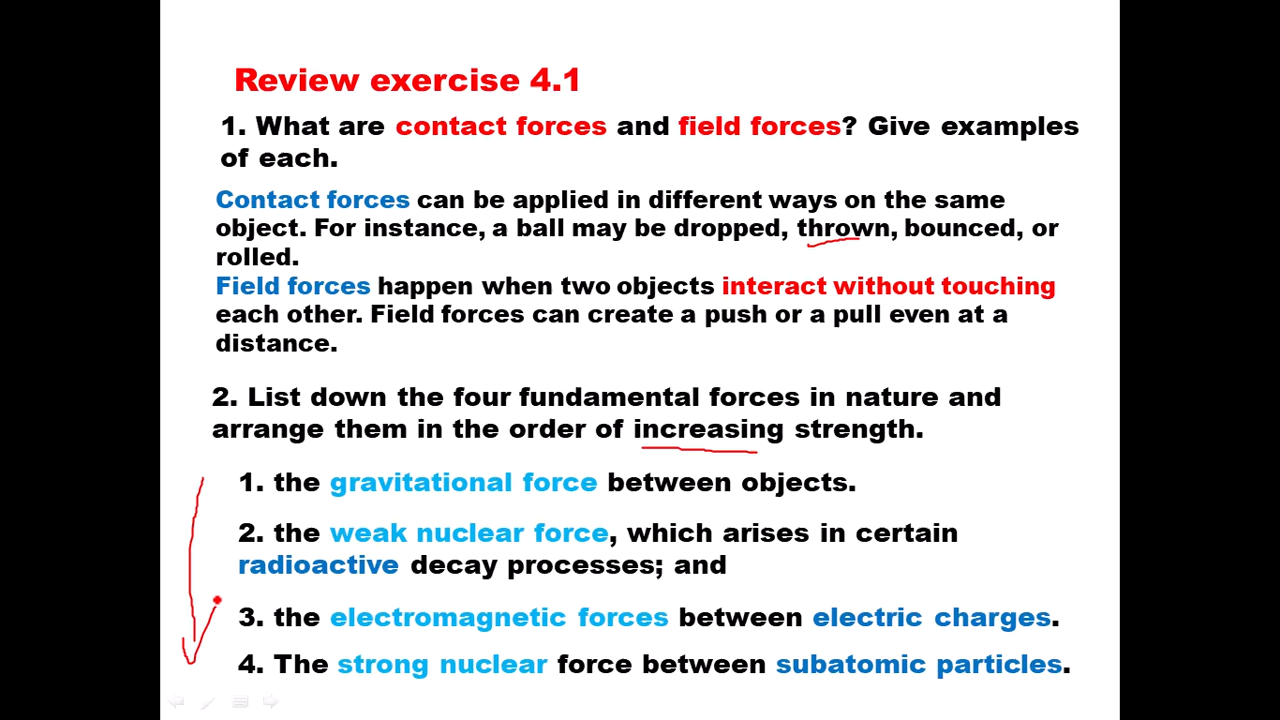 Review exercise 4.1
1. What are contact forces and field forces? Give examples
of each.
Contact forces can be applied in different ways on the same
object. For instance, a ball may be dropped, thrown, bounced, or
rolled.
Field forces happen when two objects interact without touching
each other. Field forces can create a push or a pull even at a
distance.
2. List down the four fundamental forces in nature and
arrange them in the order of increasing strength.
1. the gravitational force between objects.
2. the weak nuclear force, which arises in certain
radioactive decay processes; and
3. the electromagnetic forces between electric charges.
4. The strong nuclear force between subatomic particles.